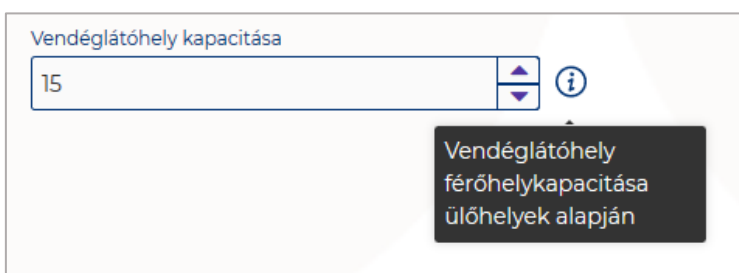 Vendéglátóhely kapacitása
15
Vendéglátóhely
férőhelykapacitása
ülőhelyek alapján